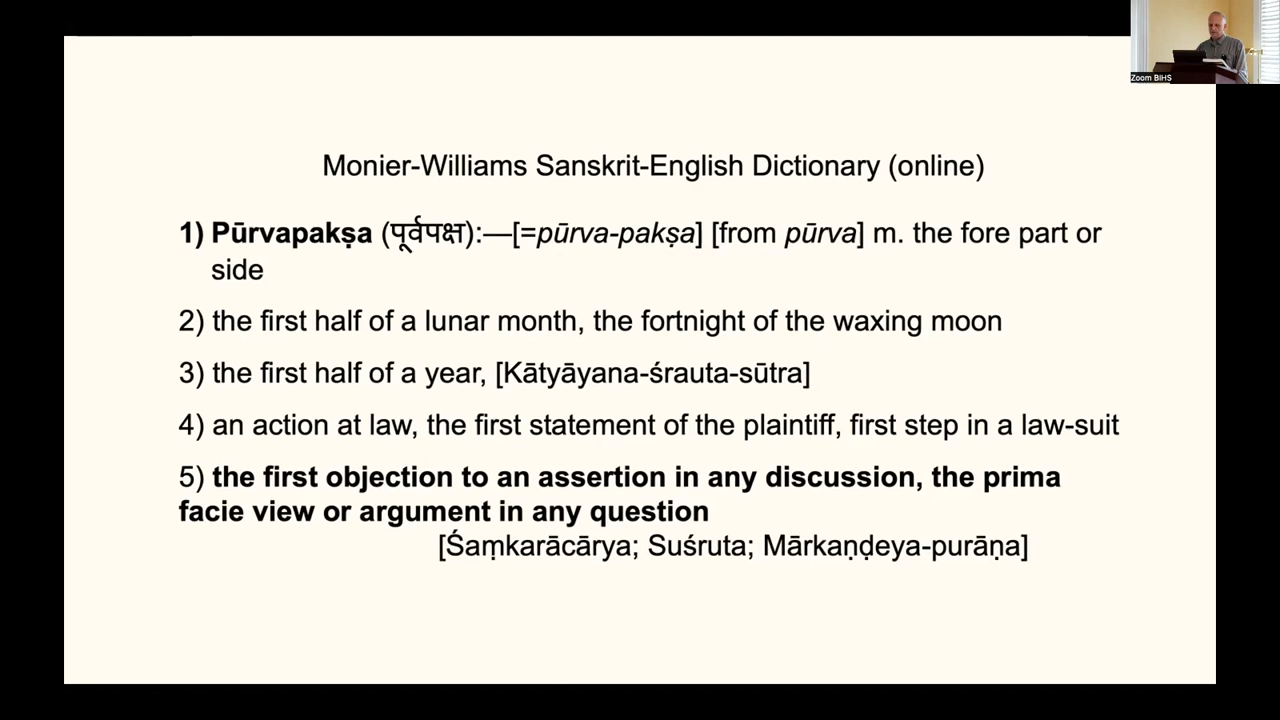 Zoom BIHS
Monier-Williams Sanskrit-English Dictionary (online)
1) Pūrvapakṣa (पूर्वपक्ष):—[=pūrva-pakṣa] [from pūrva] m. the fore part or
side
2) the first half of a lunar month, the fortnight of the waxing moon
3) the first half of a year, [Kātyāyana-śrauta-sūtra]
4) an action at law, the first statement of the plaintiff, first step in a law-suit
5) the first objection to an assertion in any discussion, the prima
facie view or argument in any question
[Śaṃkarācārya; Suśruta; Mārkaṇḍeya-purāṇa]